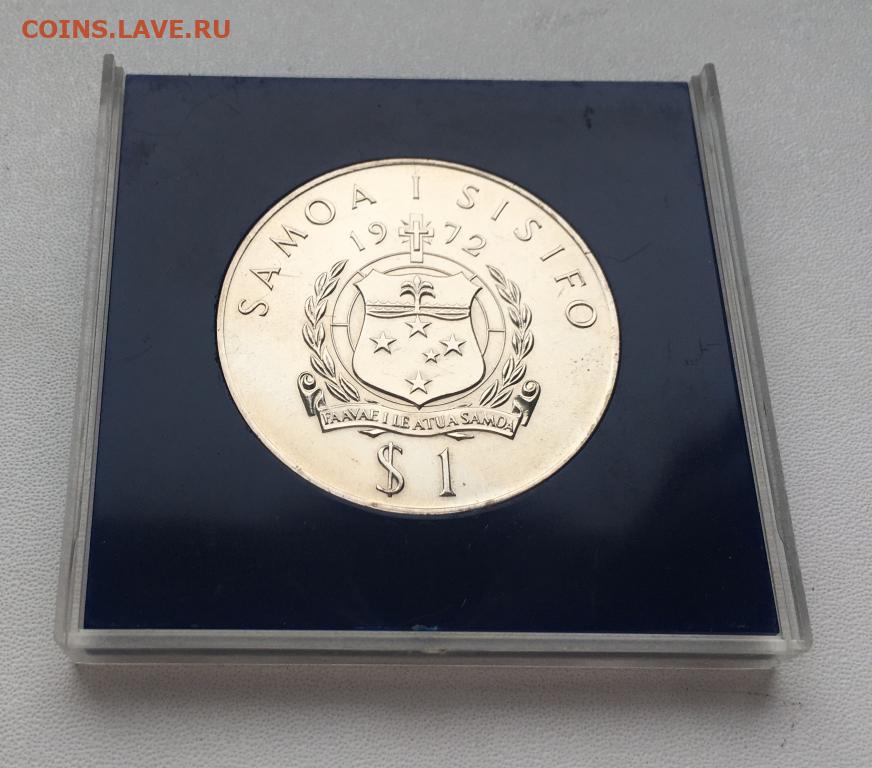 COINS.LAVE.RU
SAMOA I SISIFO
1972
FAAVAE I LE ATUA SAMOA
$ 1